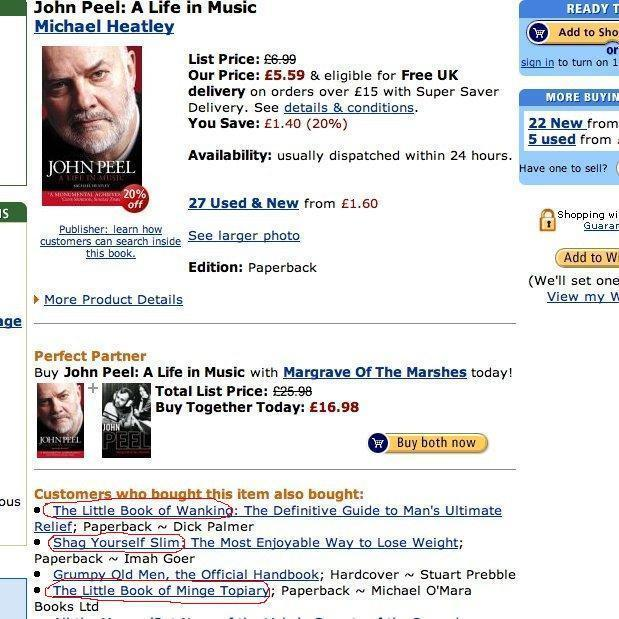 John Peel: A Life in Music
Michael Heatley
READY T
Add to Sho
or
sign in to turn on 1
List Price: £6.99
Our Price: £5.59 & eligible for Free UK
delivery on orders over £15 with Super Saver
Delivery. See details & conditions.
You Save: £1.40 (20%)
Availability: usually dispatched within 24 hours.
27 Used & New from £1.60
See larger photo
Edition: Paperback
JOHN PEEL
A LIFE IN MUSIC
MICHAEL HEATLEY
20%
off
Publisher: learn how
customers can search inside
this book.
More Product Details
MORE BUYIN
22 New from
5 used from
Have one to sell?
Shopping wi
Guaran
Add to W
(We'll set one
View my W
NS
age
ous
Perfect Partner
Buy John Peel: A Life in Music with Margrave Of The Marshes today!
Total List Price: £25.98
Buy Together Today: £16.98
JOHN PEEL
JOHN
PEEL
Buy both now
Customers who bought this item also bought:
• The Little Book of Wanking: The Definitive Guide to Man's Ultimate
Relief; Paperback ~ Dick Palmer
• Shag Yourself Slim: The Most Enjoyable Way to Lose Weight;
Paperback ~ Imah Goer
• Grumpy Old Men, the Official Handbook; Hardcover ~ Stuart Prebble
• The Little Book of Minge Topiary; Paperback ~ Michael O'Mara
Books Ltd